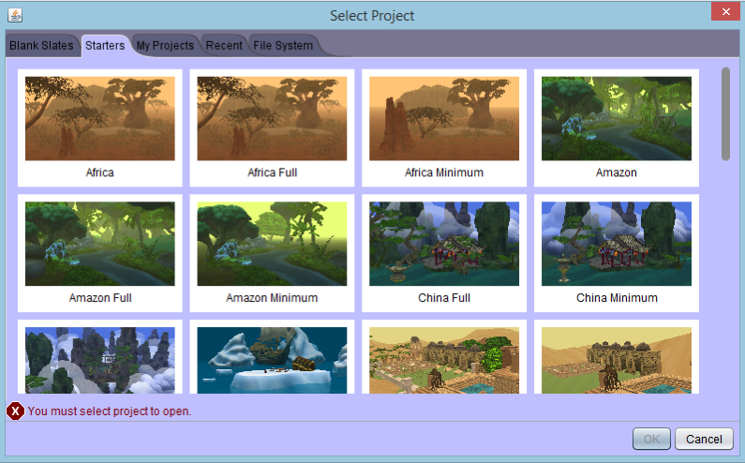 Select Project
Blank Slates Starters My Projects Recent File System
Africa Africa Full Africa Minimum Amazon
Amazon Full Amazon Minimum China Full China Minimum
X You must select project to open.
OK Cancel